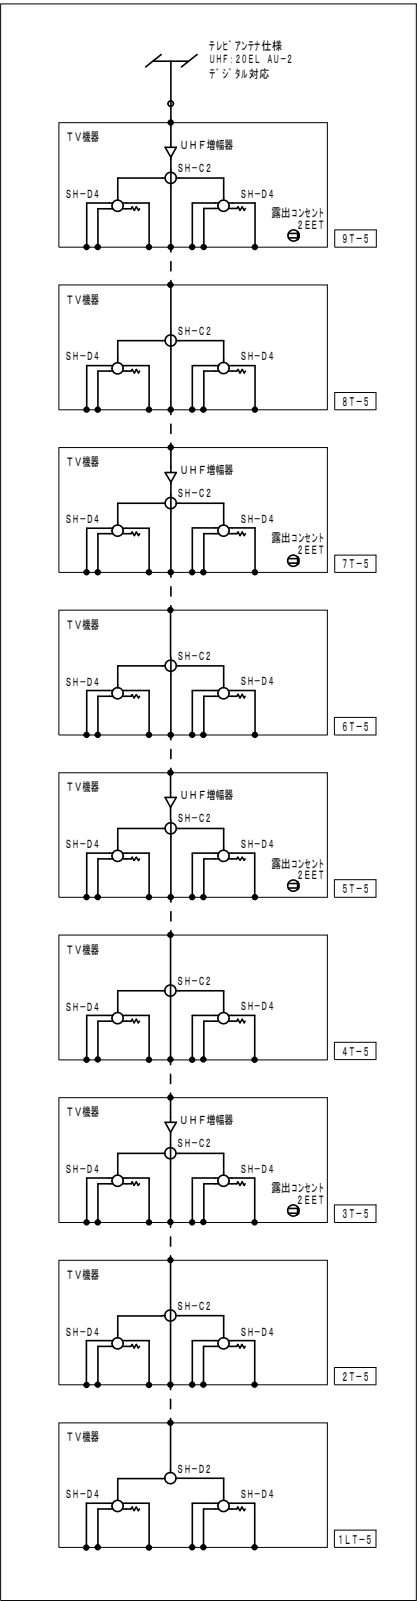 テレビアンテナ仕様
UHF:20EL AU-2
デジタル対応
TV機器
UHF増幅器
SH-C2
SH-D4
SH-D4
露出コンセント
2EET
9T-5
TV機器
SH-C2
SH-D4
SH-D4
8T-5
TV機器
UHF増幅器
SH-C2
SH-D4
SH-D4
露出コンセント
2EET
7T-5
TV機器
SH-C2
SH-D4
SH-D4
6T-5
TV機器
UHF増幅器
SH-C2
SH-D4
SH-D4
露出コンセント
2EET
5T-5
TV機器
SH-C2
SH-D4
SH-D4
4T-5
TV機器
UHF増幅器
SH-C2
SH-D4
SH-D4
露出コンセント
2EET
3T-5
TV機器
SH-C2
SH-D4
SH-D4
2T-5
TV機器
SH-D2
SH-D4
SH-D4
1LT-5